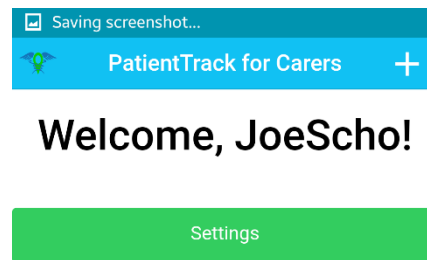 Saving screenshot...
PatientTrack for Carers
Welcome, JoeScho!
Settings